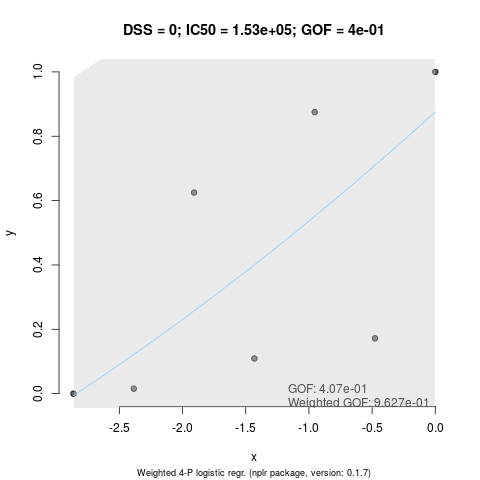 DSS = 0; IC50 = 1.53e+05; GOF = 4e-01
1.0
0.8
0.6
0.4
0.2
0.0
y
GOF: 4.07e-01
Weighted GOF: 9.627e-01
-2.5 -2.0 -1.5 -1.0 -0.5 0.0
x
Weighted 4-P logistic regr. (nplr package, version: 0.1.7)